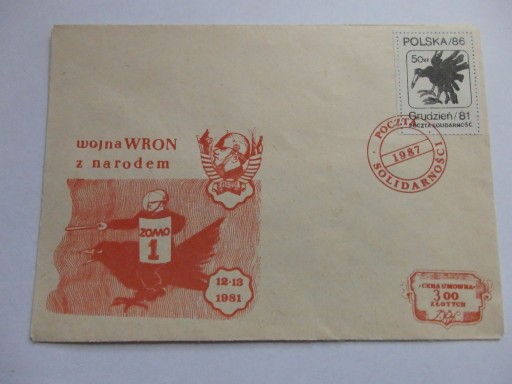 POLSKA/86
50zł
Grudzień/81
POCZTA SOLIDARNOŚĆ
POCZTA
1987
SOLIDARNOŚCI
wojna WRON
z narodem
ZOMO
1
12-13
1981
CENA UMOWNA
300
ZŁOTYCH